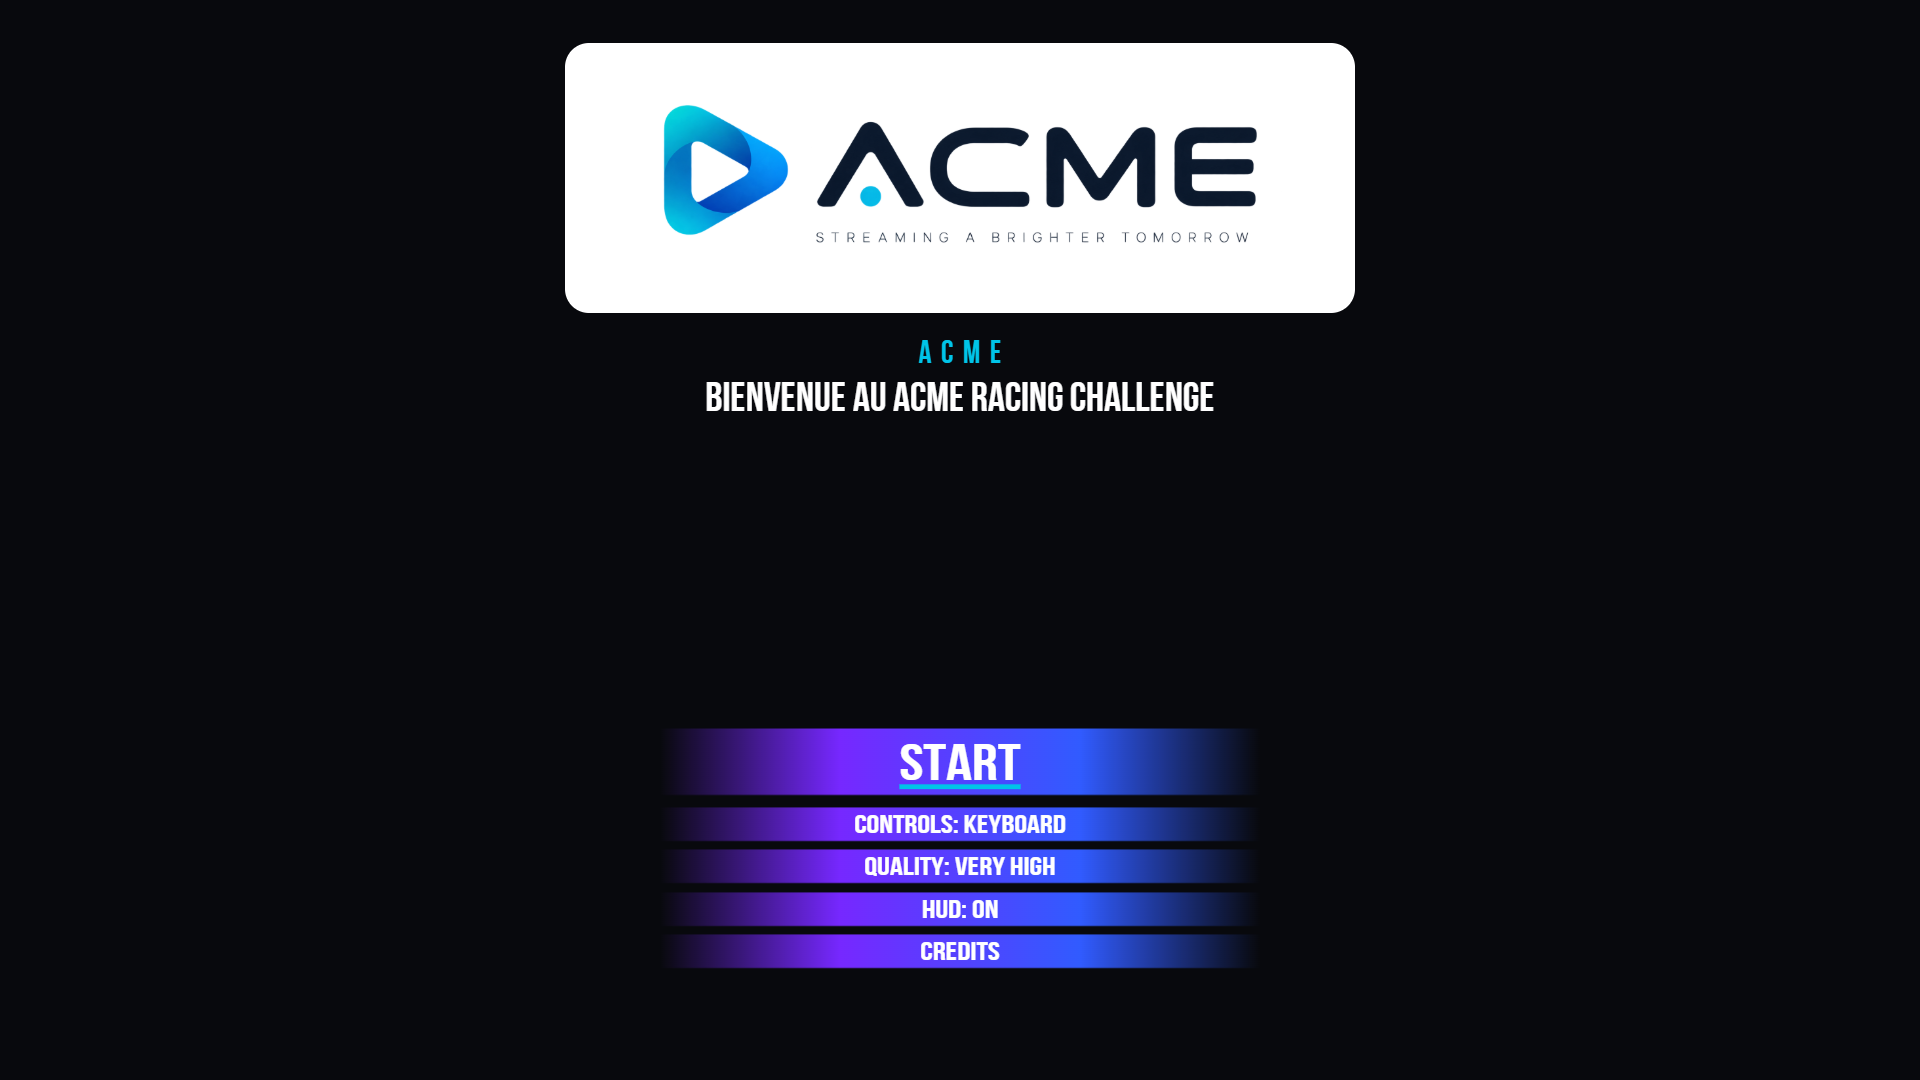 ACME
STREAMING A BRIGHTER TOMORROW
ACME
BIENVENUE AU ACME RACING CHALLENGE
START
CONTROLS: KEYBOARD
QUALITY: VERY HIGH
HUD: ON
CREDITS